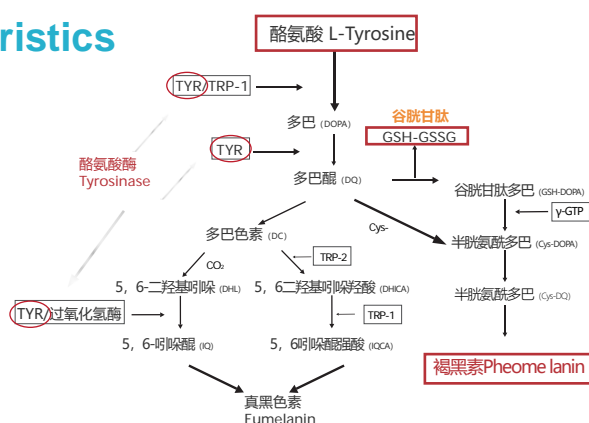 ristics
酪氨酸 L-Tyrosine
TYR/TRP-1
多巴 (DOPA)
谷胱甘肽
GSH-GSSG
TYR
酪氨酸酶
Tyrosinase
多巴醌 (DQ)
谷胱甘肽多巴 (GSH-DOPA)
γ-GTP
多巴色素 (DC)
Cys-
半胱氨酰多巴 (Cys-DOPA)
CO₂
TRP-2
5，6-二羟基吲哚 (DHL)
5，6二羟基吲哚羟酸 (DHICA)
半胱氨酰多巴 (Cys-DQ)
TYR/过氧化氢酶
TRP-1
5，6-吲哚醌 (IQ)
5，6吲哚醌强酸 (IQCA)
褐黑素Pheome lanin
真黑色素
Eumelanin